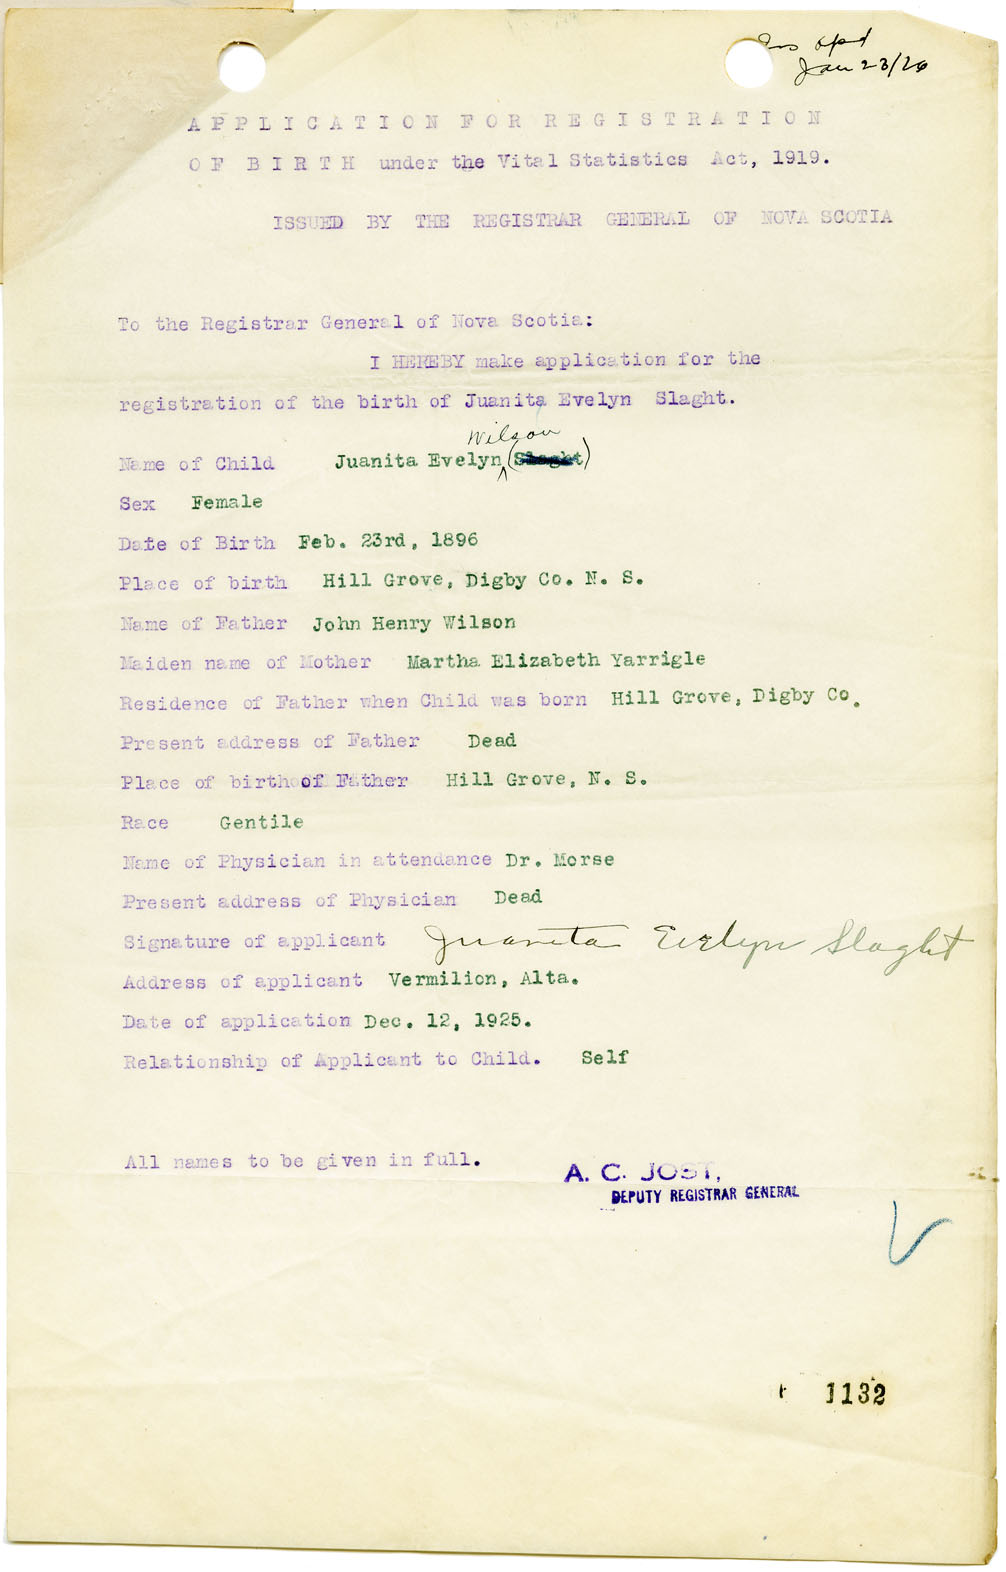 Jan 23/26
APPLICATION FOR REGISTRATION
OF BIRTH under the Vital Statistics Act, 1919.
ISSUED BY THE REGISTRAR GENERAL OF NOVA SCOTIA
To the Registrar General of Nova Scotia:
I HEREBY make application for the
registration of the birth of Juanita Evelyn Slaght.
Wilson
Name of Child Juanita Evelyn (Slaght)
Sex Female
Date of Birth Feb. 23rd, 1896
Place of birth Hill Grove, Digby Co. N. S.
Name of Father John Henry Wilson
Maiden name of Mother Martha Elizabeth Yarrigle
Residence of Father when Child was born Hill Grove, Digby Co.
Present address of Father Dead
Place of birth of Father Hill Grove, N. S.
Race Gentile
Name of Physician in attendance Dr. Morse
Present address of Physician Dead
Signature of applicant Juanita Evelyn Slaght
Address of applicant Vermilion, Alta.
Date of application Dec. 12, 1925.
Relationship of Applicant to Child. Self
All names to be given in full.
A. C. JOST,
DEPUTY REGISTRAR GENERAL
1132